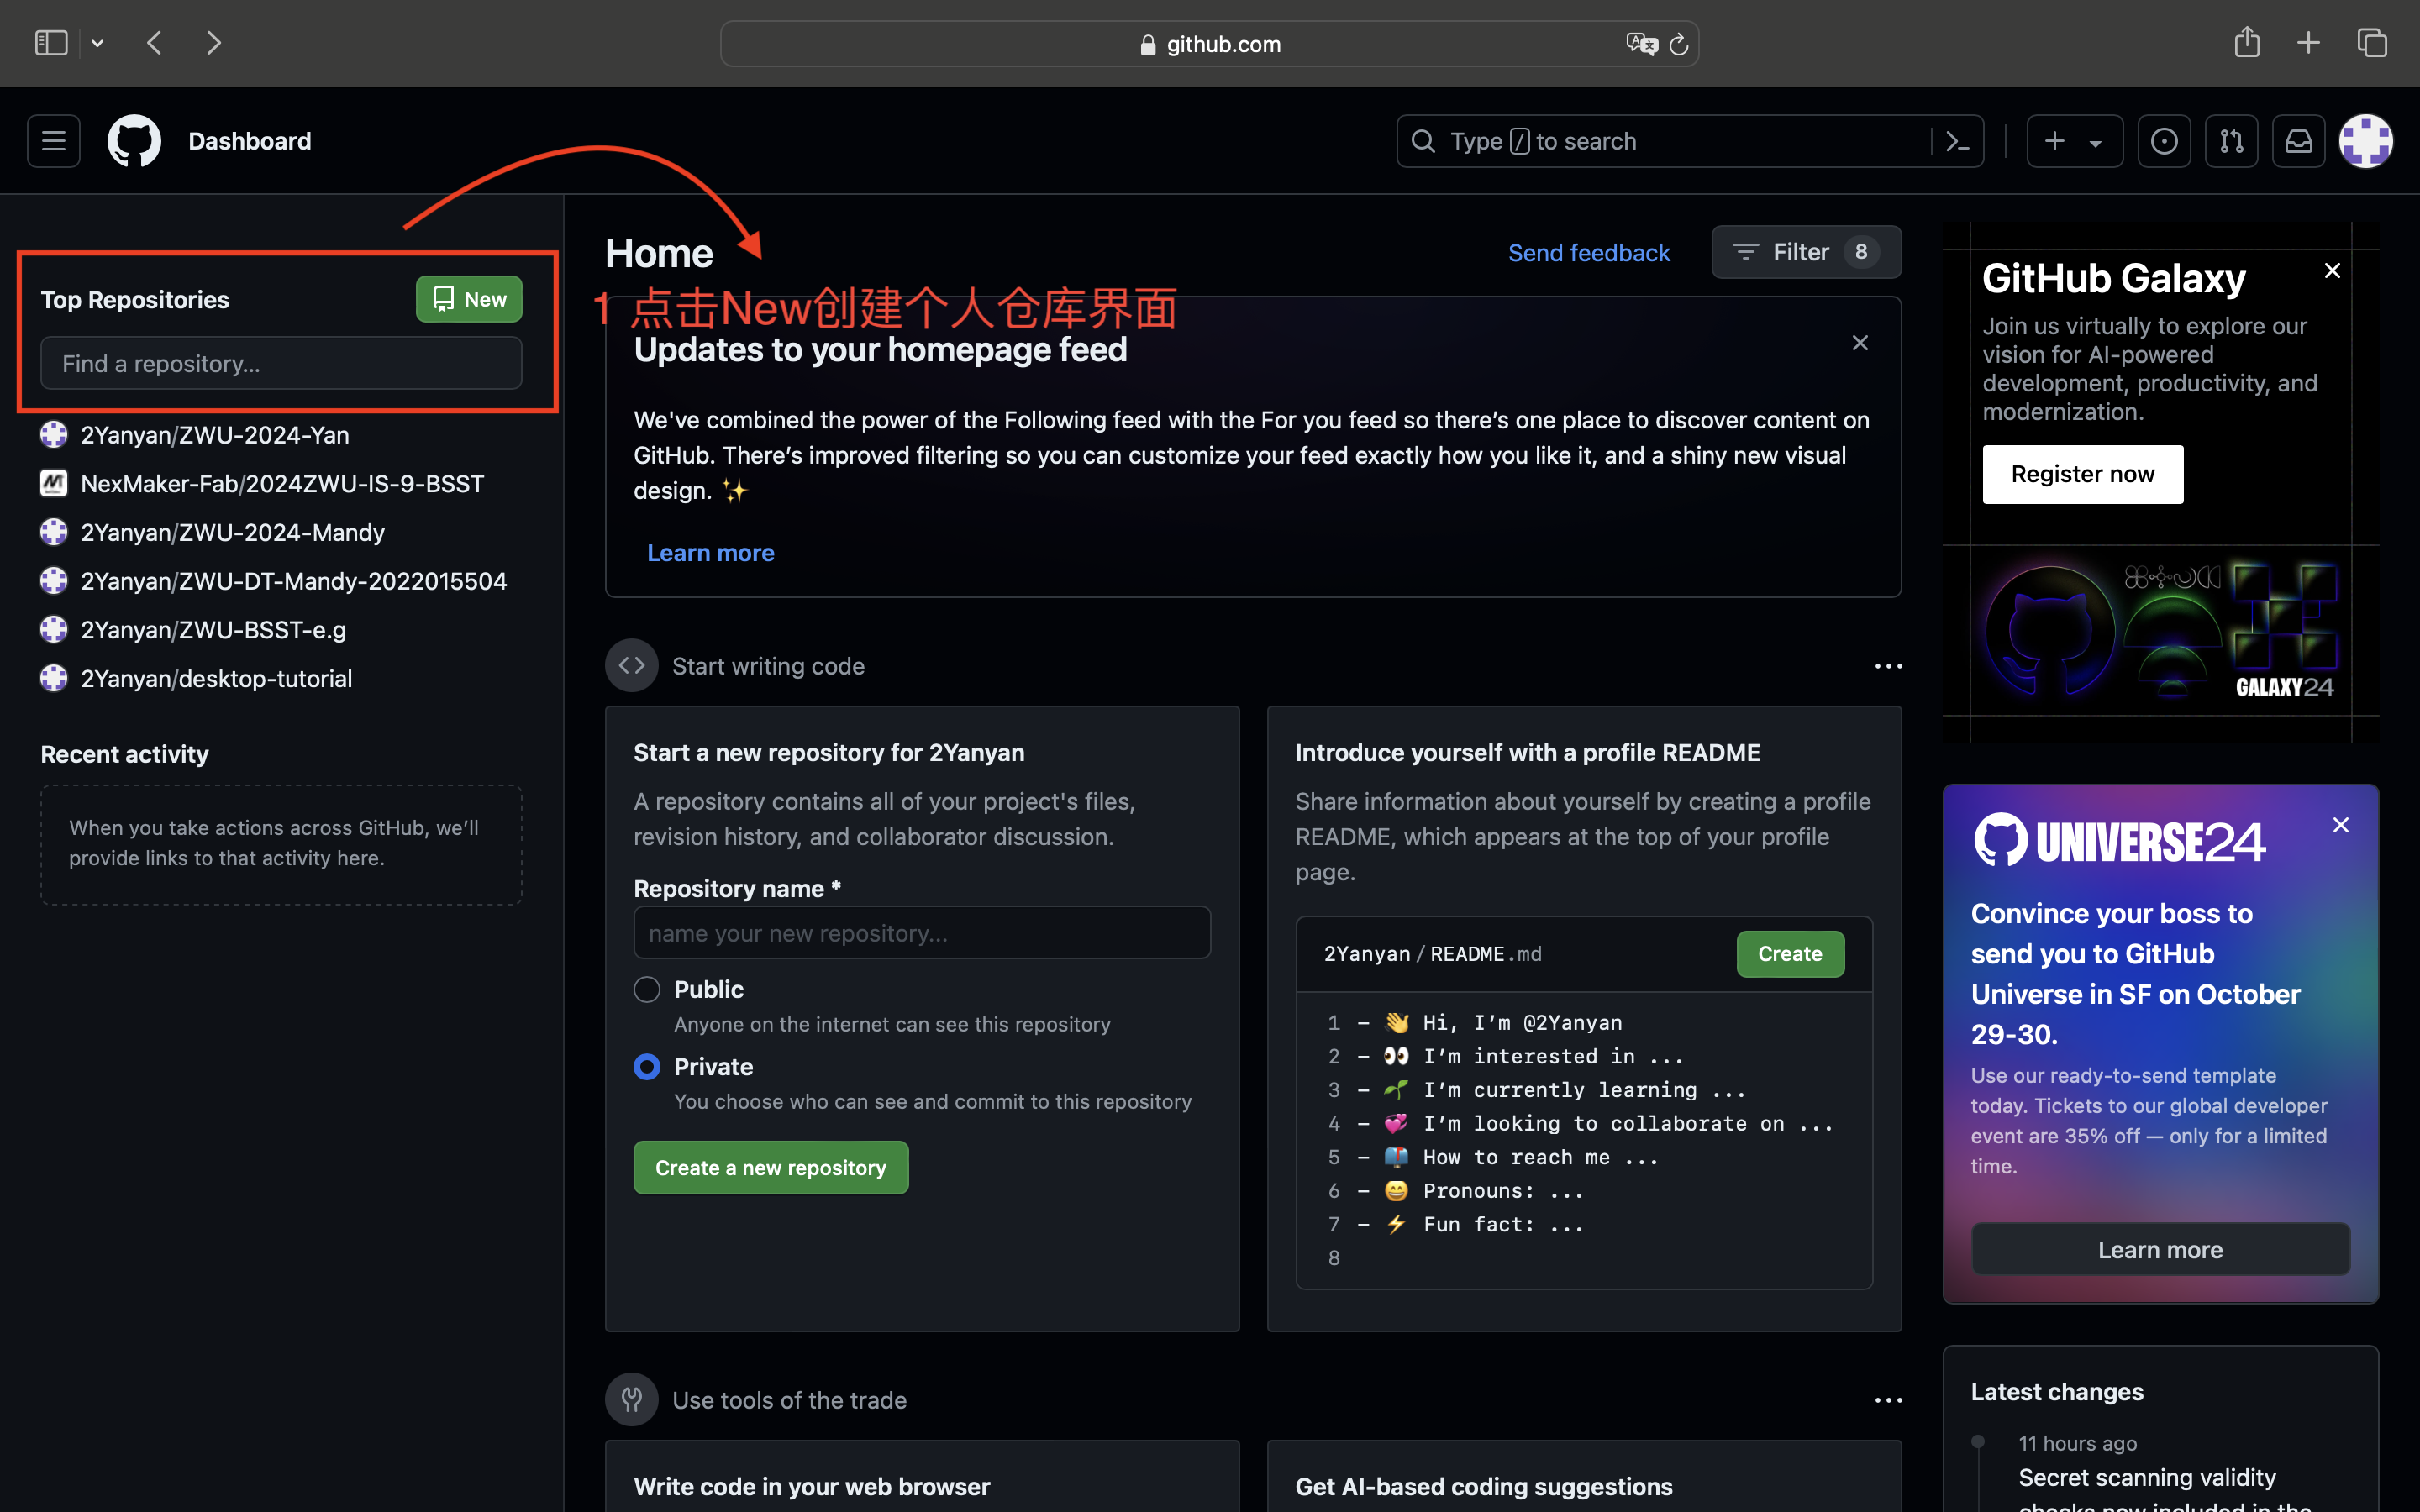 github.com
Dashboard
Type / to search
Top Repositories
New
Find a repository...
2Yanyan/ZWU-2024-Yan
NexMaker-Fab/2024ZWU-IS-9-BSST
2Yanyan/ZWU-2024-Mandy
2Yanyan/ZWU-DT-Mandy-2022015504
2Yanyan/ZWU-BSST-e.g
2Yanyan/desktop-tutorial
Recent activity
When you take actions across GitHub, we’ll
provide links to that activity here.
Home
Send feedback
Filter 8
1 点击New创建个人仓库界面
Updates to your homepage feed
We've combined the power of the Following feed with the For you feed so there’s one place to discover content on
GitHub. There’s improved filtering so you can customize your feed exactly how you like it, and a shiny new visual
design. ✨
Learn more
Start writing code
Start a new repository for 2Yanyan
A repository contains all of your project's files,
revision history, and collaborator discussion.
Repository name *
name your new repository...
Public
Anyone on the internet can see this repository
Private
You choose who can see and commit to this repository
Create a new repository
Introduce yourself with a profile README
Share information about yourself by creating a profile
README, which appears at the top of your profile
page.
2Yanyan / README.md
Create
1 - 👋 Hi, I’m @2Yanyan
2 - 👀 I’m interested in ...
3 - 🌱 I’m currently learning ...
4 - 💞️ I’m looking to collaborate on ...
5 - 📫 How to reach me ...
6 - 😄 Pronouns: ...
7 - ⚡ Fun fact: ...
8
Use tools of the trade
Write code in your web browser
Get AI-based coding suggestions
GitHub Galaxy
Join us virtually to explore our
vision for AI-powered
development, productivity, and
modernization.
Register now
GALAXY24
UNIVERSE24
Convince your boss to
send you to GitHub
Universe in SF on October
29-30.
Use our ready-to-send template
today. Tickets to our global developer
event are 35% off — only for a limited
time.
Learn more
Latest changes
11 hours ago
Secret scanning validity
checks now included in the